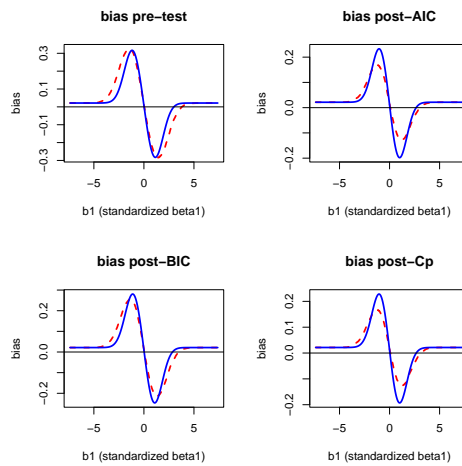 bias pre−test
bias
0.3
0.1
−0.1
−0.3
−5
0
5
b1 (standardized beta1)
bias post−AIC
bias
0.2
0.0
−0.2
−5
0
5
b1 (standardized beta1)
bias post−BIC
bias
0.2
0.0
−0.2
−5
0
5
b1 (standardized beta1)
bias post−Cp
bias
0.2
0.0
−0.2
−5
0
5
b1 (standardized beta1)